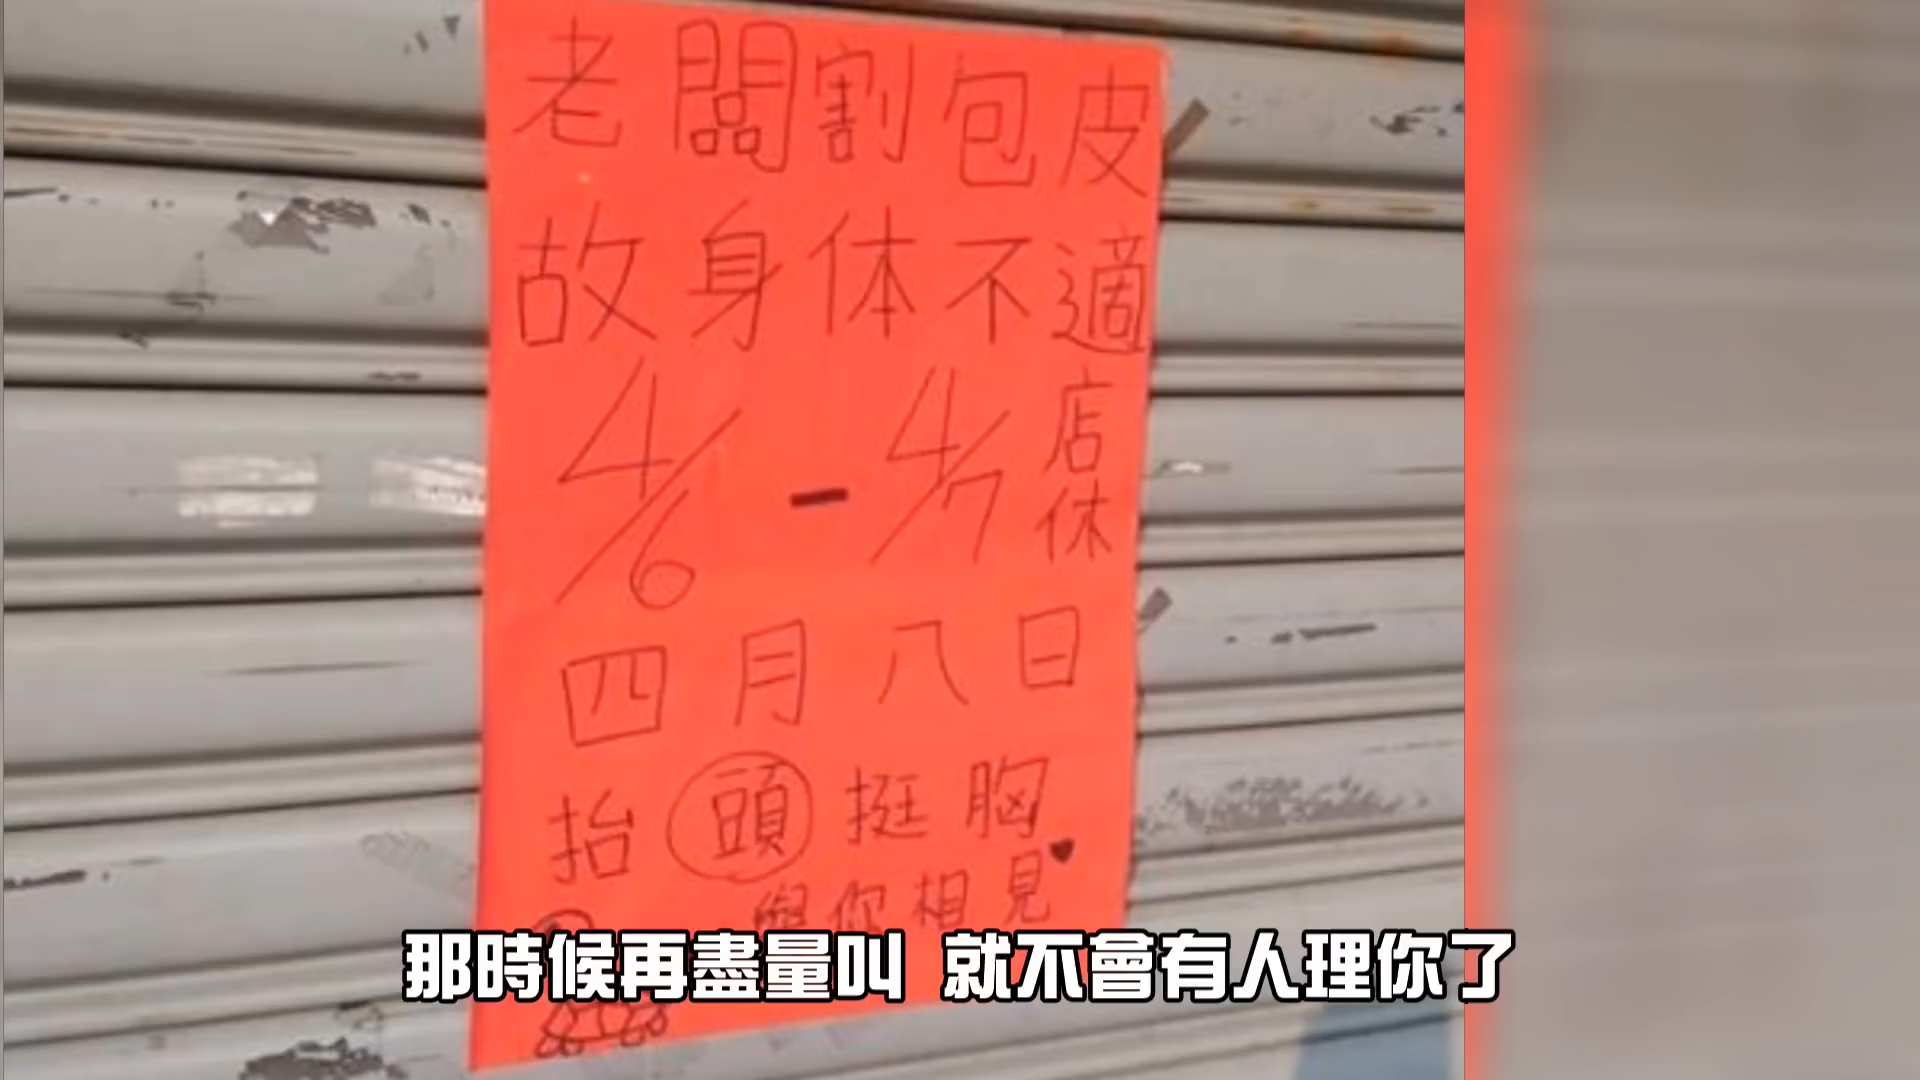 老闆割包皮
故身体不適
4/6 - 4/7 店休
四月八日
抬頭挺胸
與你相見♥
那時候再盡量叫 就不會有人理你了